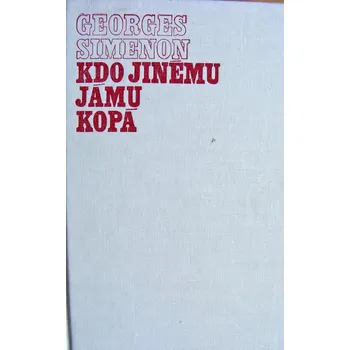 GEORGES
SIMENON
KDO JINÉMU
JÁMU
KOPÁ